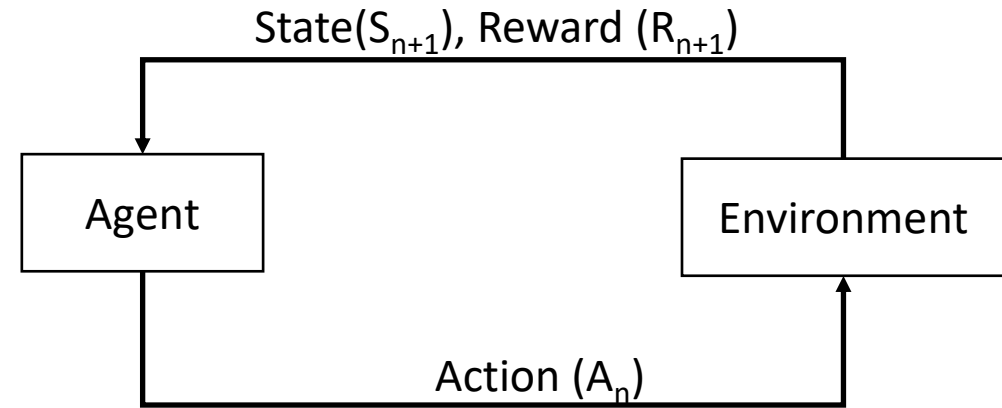 State(Sₙ₊₁), Reward (Rₙ₊₁)
Agent
Environment
Action (Aₙ)